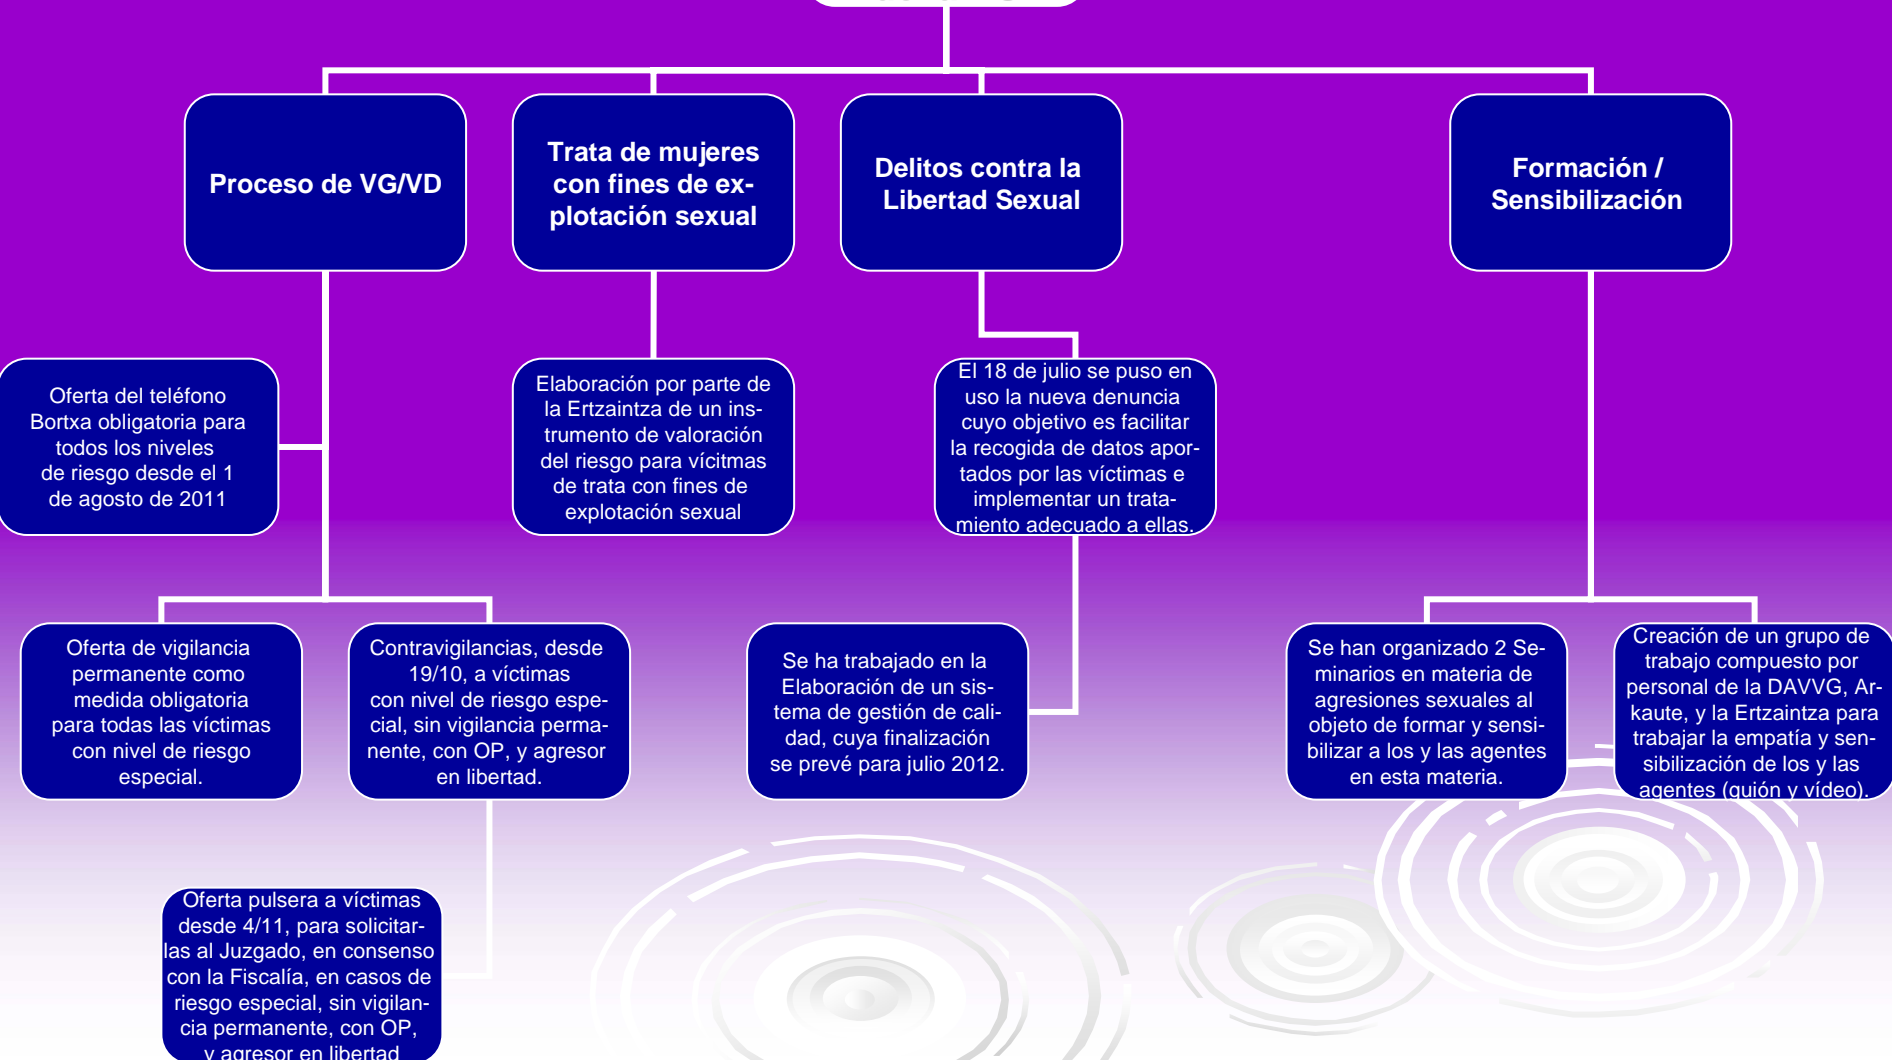 Proceso de VG/VD
Trata de mujeres
con fines de ex-
plotación sexual
Delitos contra la
Libertad Sexual
Formación /
Sensibilización
Oferta del teléfono
Bortxa obligatoria para
todos los niveles
de riesgo desde el 1
de agosto de 2011
Elaboración por parte de
la Ertzaintza de un ins-
trumento de valoración
del riesgo para vícitmas
de trata con fines de
explotación sexual
El 18 de julio se puso en
uso la nueva denuncia
cuyo objetivo es facilitar
la recogida de datos apor-
tados por las víctimas e
implementar un trata-
miento adecuado a ellas.
Oferta de vigilancia
permanente como
medida obligatoria
para todas las víctimas
con nivel de riesgo
especial.
Contravigilancias, desde
19/10, a víctimas
con nivel de riesgo espe-
cial, sin vigilancia perma-
nente, con OP, y agresor
en libertad.
Se ha trabajado en la
Elaboración de un sis-
tema de gestión de cali-
dad, cuya finalización
se prevé para julio 2012.
Se han organizado 2 Se-
minarios en materia de
agresiones sexuales al
objeto de formar y sensi-
bilizar a los y las agentes
en esta materia.
Creación de un grupo de
trabajo compuesto por
personal de la DAVVG, Ar-
kaute, y la Ertzaintza para
trabajar la empatía y sen-
sibilización de los y las
agentes (guión y vídeo).
Oferta pulsera a víctimas
desde 4/11, para solicitar-
las al Juzgado, en consenso
con la Fiscalía, en casos de
riesgo especial, sin vigilan-
cia permanente, con OP,
y agresor en libertad